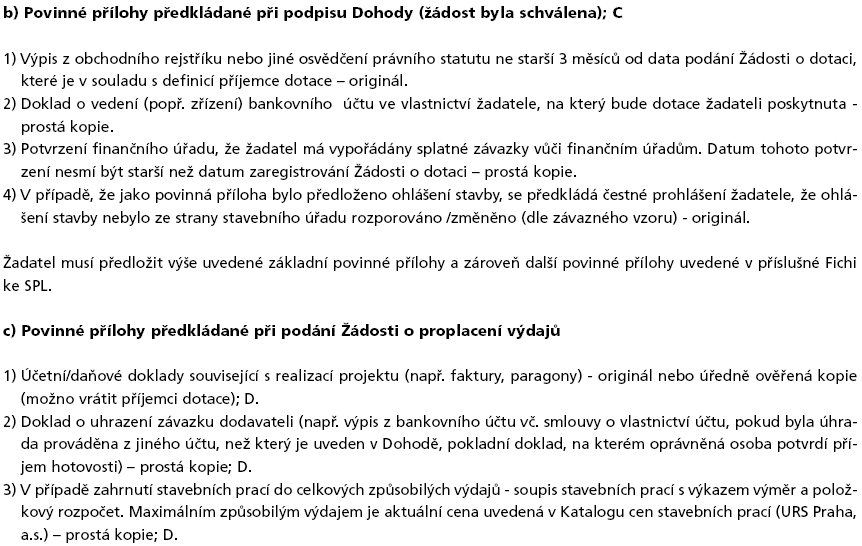 b) Povinné přílohy předkládané při podpisu Dohody (žádost byla schválena); C
1) Výpis z obchodního rejstříku nebo jiné osvědčení právního statutu ne starší 3 měsíců od data podání Žádosti o dotaci,
které je v souladu s definicí příjemce dotace – originál.
2) Doklad o vedení (popř. zřízení) bankovního účtu ve vlastnictví žadatele, na který bude dotace žadateli poskytnuta -
prostá kopie.
3) Potvrzení finančního úřadu, že žadatel má vypořádány splatné závazky vůči finančním úřadům. Datum tohoto potvr-
zení nesmí být starší než datum zaregistrování Žádosti o dotaci – prostá kopie.
4) V případě, že jako povinná příloha bylo předloženo ohlášení stavby, se předkládá čestné prohlášení žadatele, že ohlá-
šení stavby nebylo ze strany stavebního úřadu rozporováno /změněno (dle závazného vzoru) - originál.
Žadatel musí předložit výše uvedené základní povinné přílohy a zároveň další povinné přílohy uvedené v příslušné Fichi
ke SPL.
c) Povinné přílohy předkládané při podání Žádosti o proplacení výdajů
1) Účetní/daňové doklady související s realizací projektu (např. faktury, paragony) - originál nebo úředně ověřená kopie
(možno vrátit příjemci dotace); D.
2) Doklad o uhrazení závazku dodavateli (např. výpis z bankovního účtu vč. smlouvy o vlastnictví účtu, pokud byla úhra-
da prováděna z jiného účtu, než který je uveden v Dohodě, pokladní doklad, na kterém oprávněná osoba potvrdí pří-
jem hotovosti) – prostá kopie; D.
3) V případě zahrnutí stavebních prací do celkových způsobilých výdajů - soupis stavebních prací s výkazem výměr a polož-
kový rozpočet. Maximálním způsobilým výdajem je aktuální cena uvedená v Katalogu cen stavebních prací (URS Praha,
a.s.) – prostá kopie; D.